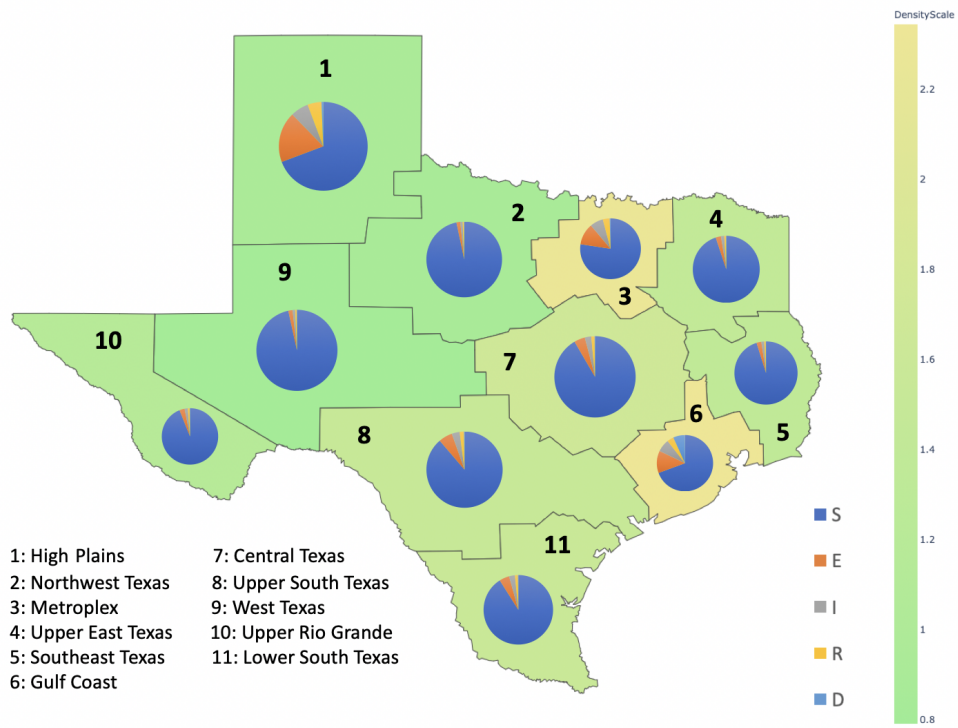 DensityScale
2.2
2
1.8
1.6
1.4
1.2
1
0.8
1
2
3
4
9
10
7
6
5
8
11
S
E
I
R
D
1: High Plains
2: Northwest Texas
3: Metroplex
4: Upper East Texas
5: Southeast Texas
6: Gulf Coast
7: Central Texas
8: Upper South Texas
9: West Texas
10: Upper Rio Grande
11: Lower South Texas